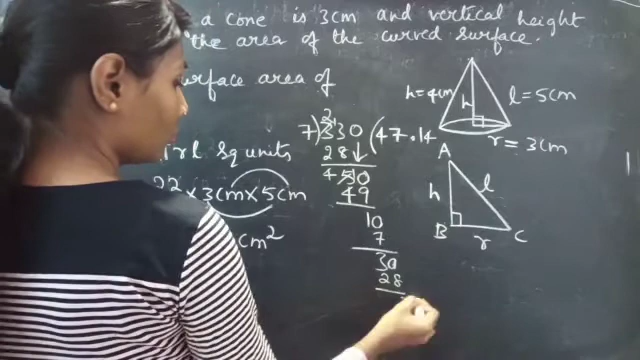 a cone is 3cm and vertical height
the area of the curved surface.
surface area of
πrl sq units
22 × 3cm × 5cm
cm²
7)330(47.14
28
50
49
10
7
30
28
h=4cm
h
l=5cm
r=3cm
A
h
l
B
r
C